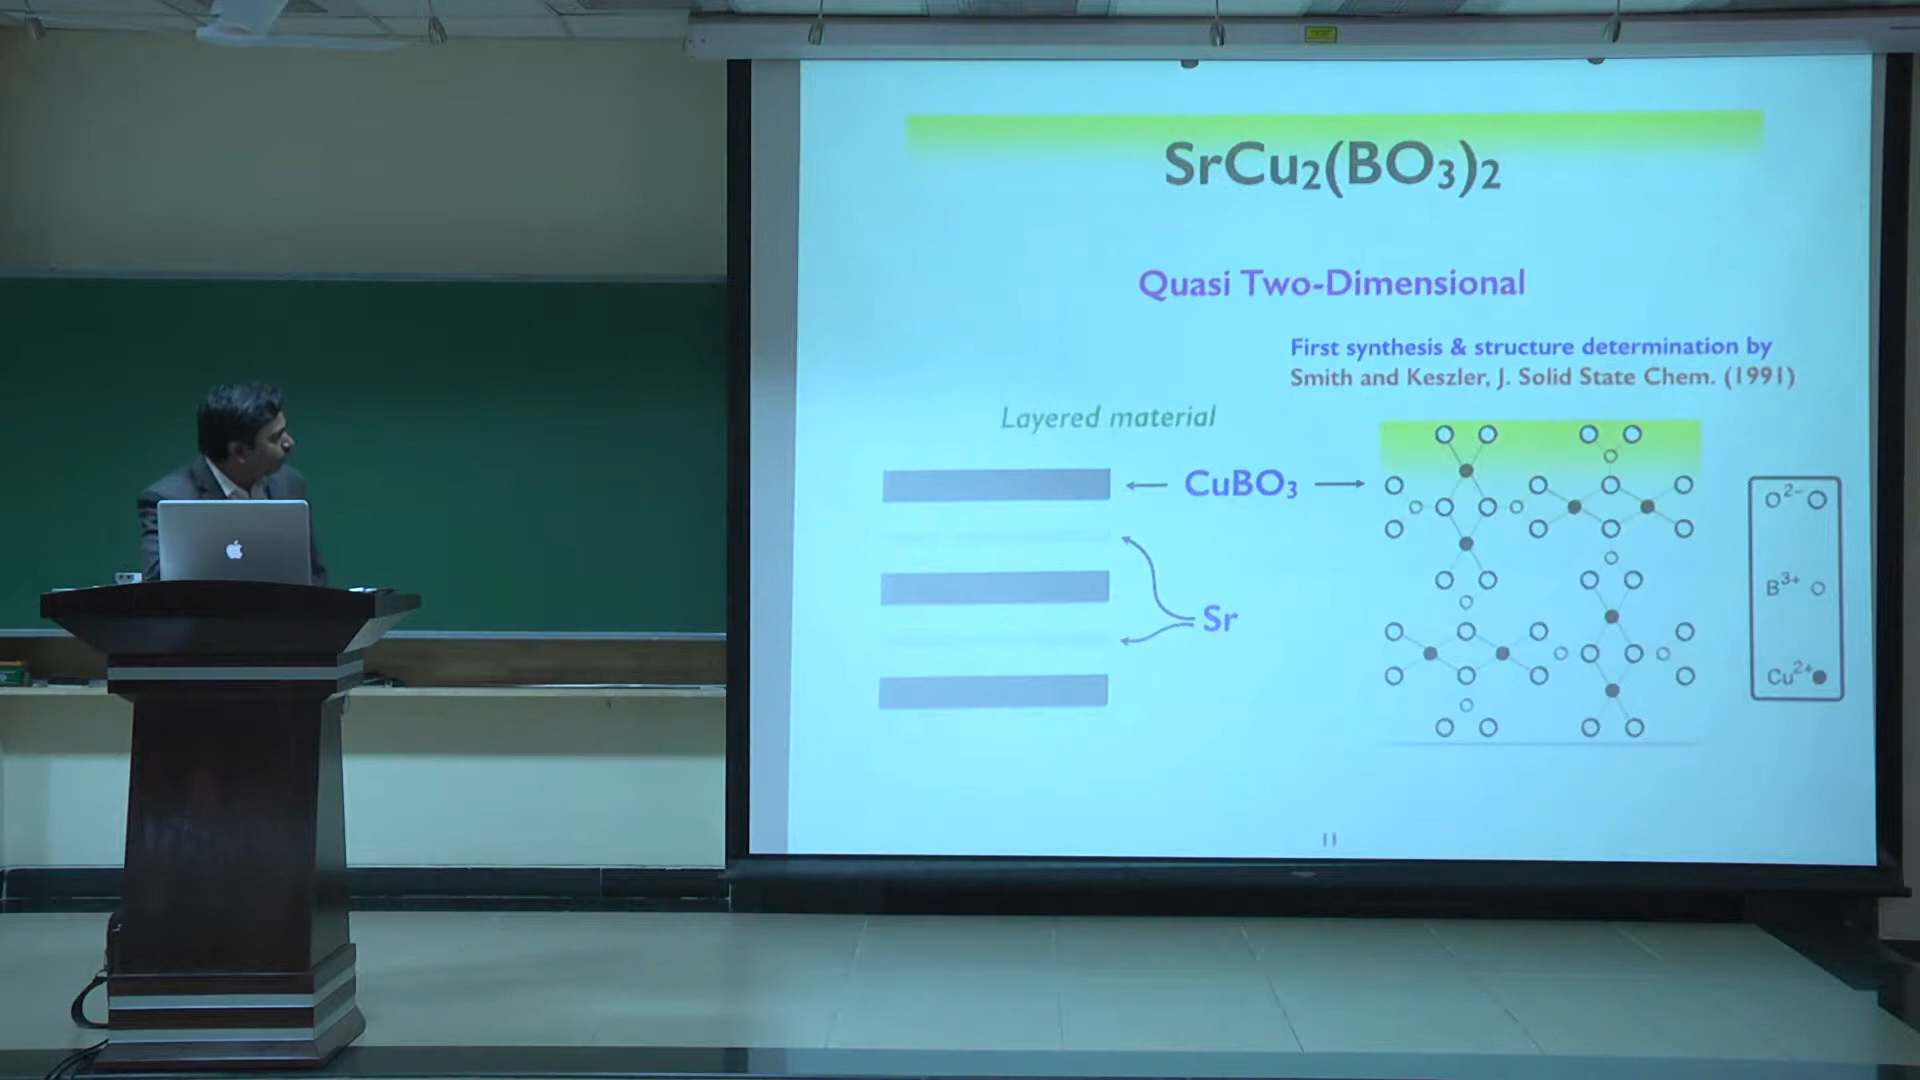 SrCu₂(BO₃)₂
Quasi Two-Dimensional
First synthesis & structure determination by
Smith and Keszler, J. Solid State Chem. (1991)
Layered material
CuBO₃
Sr
O²⁻
B³⁺
Cu²⁺
11